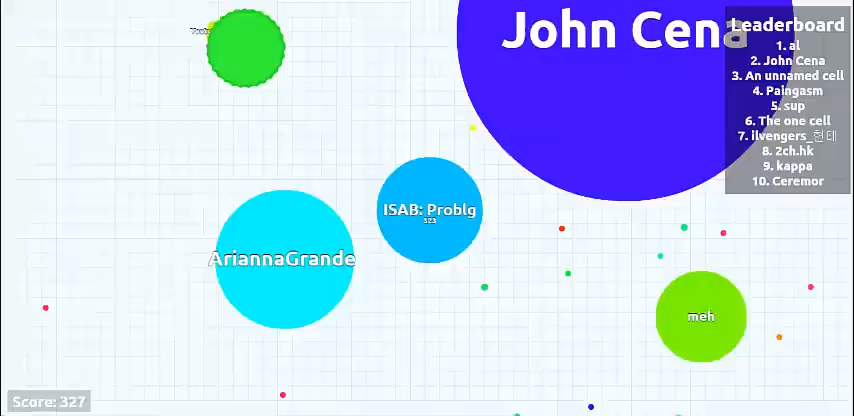 John Cena
Leaderboard
1. al
2. John Cena
3. An unnamed cell
4. Paingasm
5. sup
6. The one cell
7. ilvengers_현태
8. 2ch.hk
9. kappa
10. Ceremor
ISAB: Problg
323
AriannaGrande
meh
Score: 327